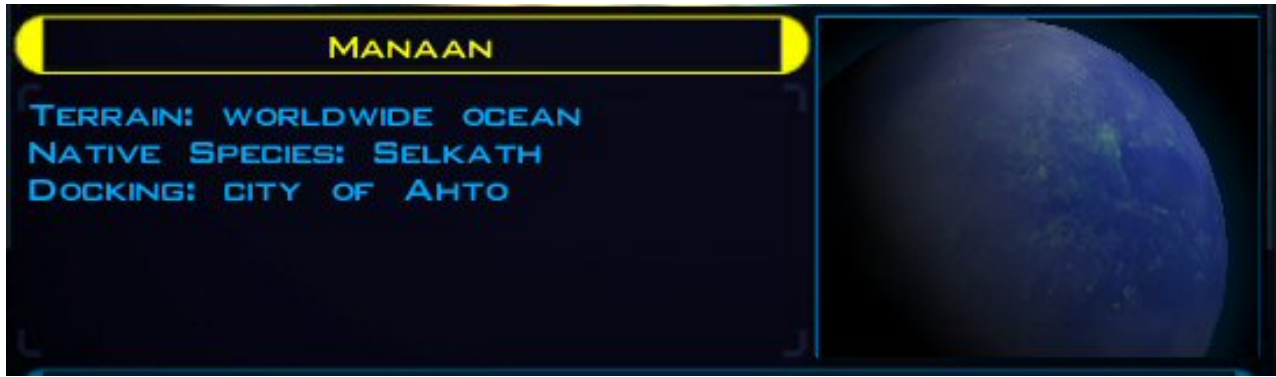 Manaan
Terrain: worldwide ocean
Native Species: Selkath
Docking: city of Ahto